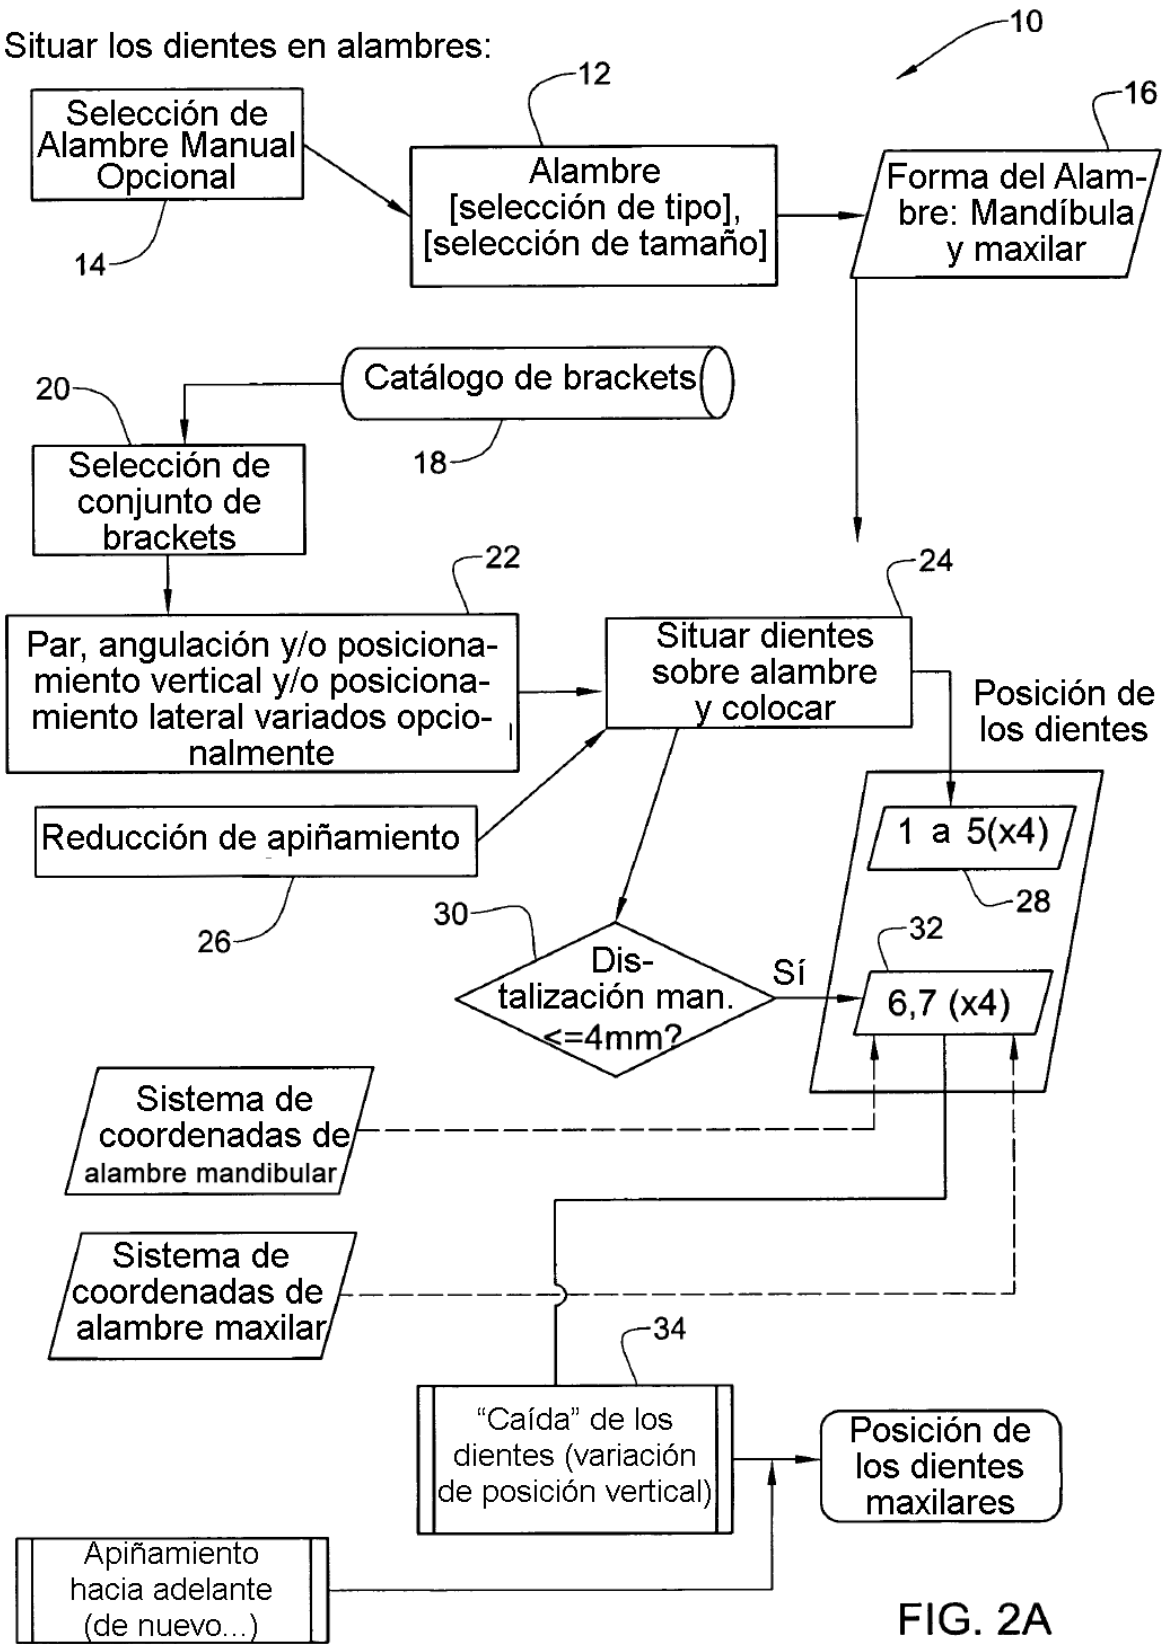 10
Situar los dientes en alambres:
12
16
Selección de
Alambre Manual
Opcional
14
Alambre
[selección de tipo],
[selección de tamaño]
Forma del Alam-
bre: Mandíbula
y maxilar
Catálogo de brackets
18
20
Selección de
conjunto de
brackets
22
Par, angulación y/o posiciona-
miento vertical y/o posiciona-
miento lateral variados opcio-
nalmente
24
Situar dientes
sobre alambre
y colocar
Posición de
los dientes
Reducción de apiñamiento
26
1 a 5(x4)
28
30
Dis-
talización man.
<=4mm?
Sí
32
6,7 (x4)
Sistema de
coordenadas de
alambre mandibular
Sistema de
coordenadas de
alambre maxilar
34
“Caída” de los
dientes (variación
de posición vertical)
Posición de
los dientes
maxilares
Apiñamiento
hacia adelante
(de nuevo...)
FIG. 2A